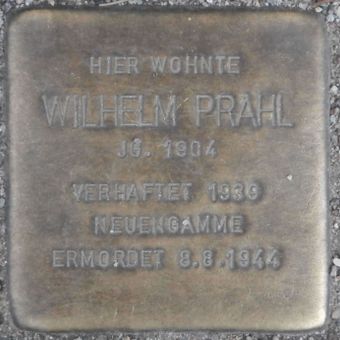 HIER WOHNTE
WILHELM PRAHL
JG. 1904
VERHAFTET 1939
NEUENGAMME
ERMORDET 8.8.1944